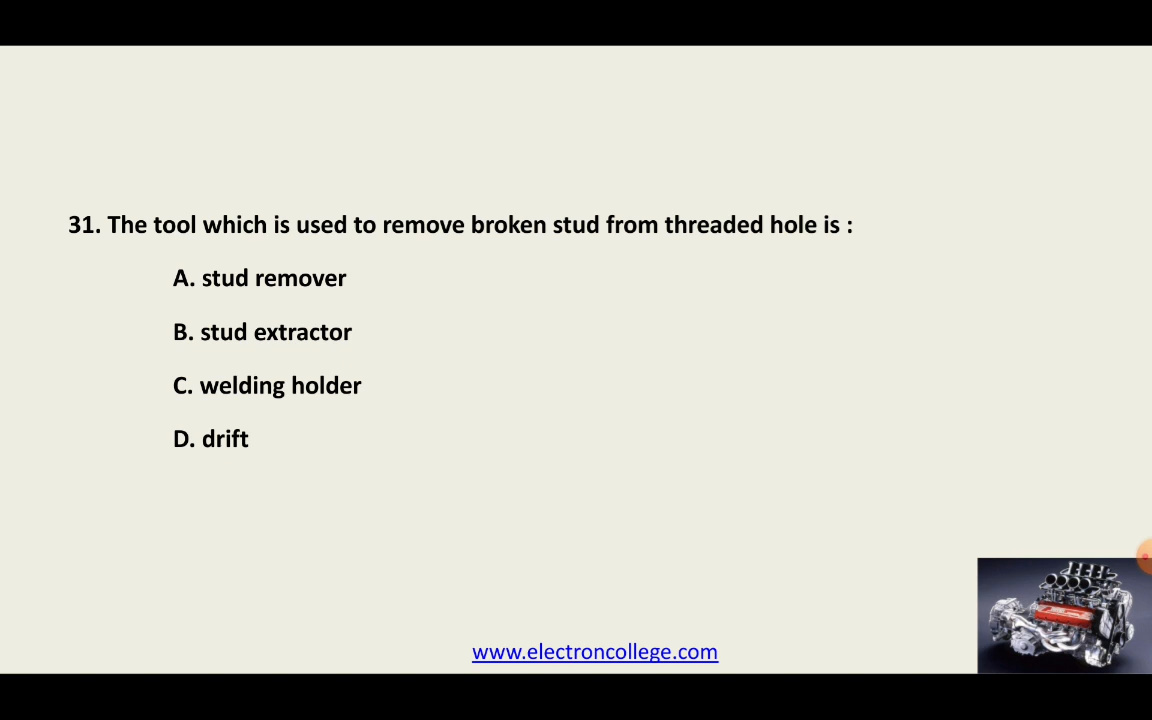 31. The tool which is used to remove broken stud from threaded hole is :
A. stud remover
B. stud extractor
C. welding holder
D. drift
www.electroncollege.com